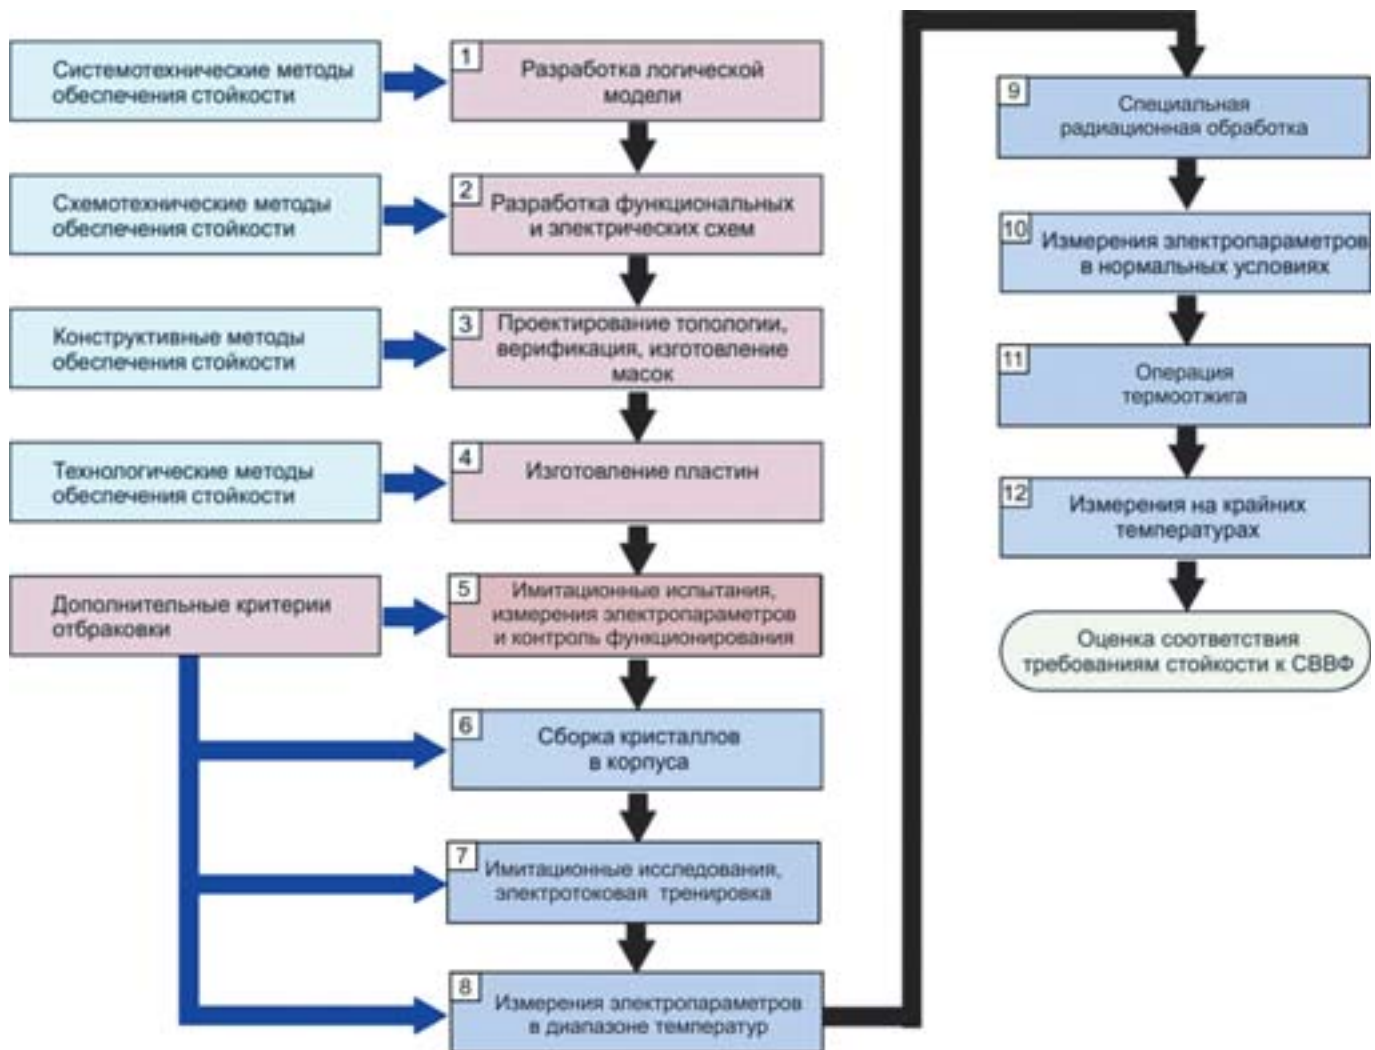 Системотехнические методы
обеспечения стойкости
1
Разработка логической
модели
Схемотехнические методы
обеспечения стойкости
2
Разработка функциональных
и электрических схем
Конструктивные методы
обеспечения стойкости
3
Проектирование топологии,
верификация, изготовление
масок
Технологические методы
обеспечения стойкости
4
Изготовление пластин
Дополнительные критерии
отбраковки
5
Имитационные испытания,
измерения электропараметров
и контроль функционирования
6
Сборка кристаллов
в корпуса
7
Имитационные исследования,
электротоковая тренировка
8
Измерения электропараметров
в диапазоне температур
9
Специальная
радиационная обработка
10
Измерения электропараметров
в нормальных условиях
11
Операция
термоотжига
12
Измерения на крайних
температурах
Оценка соответствия
требованиям стойкости к СВВФ